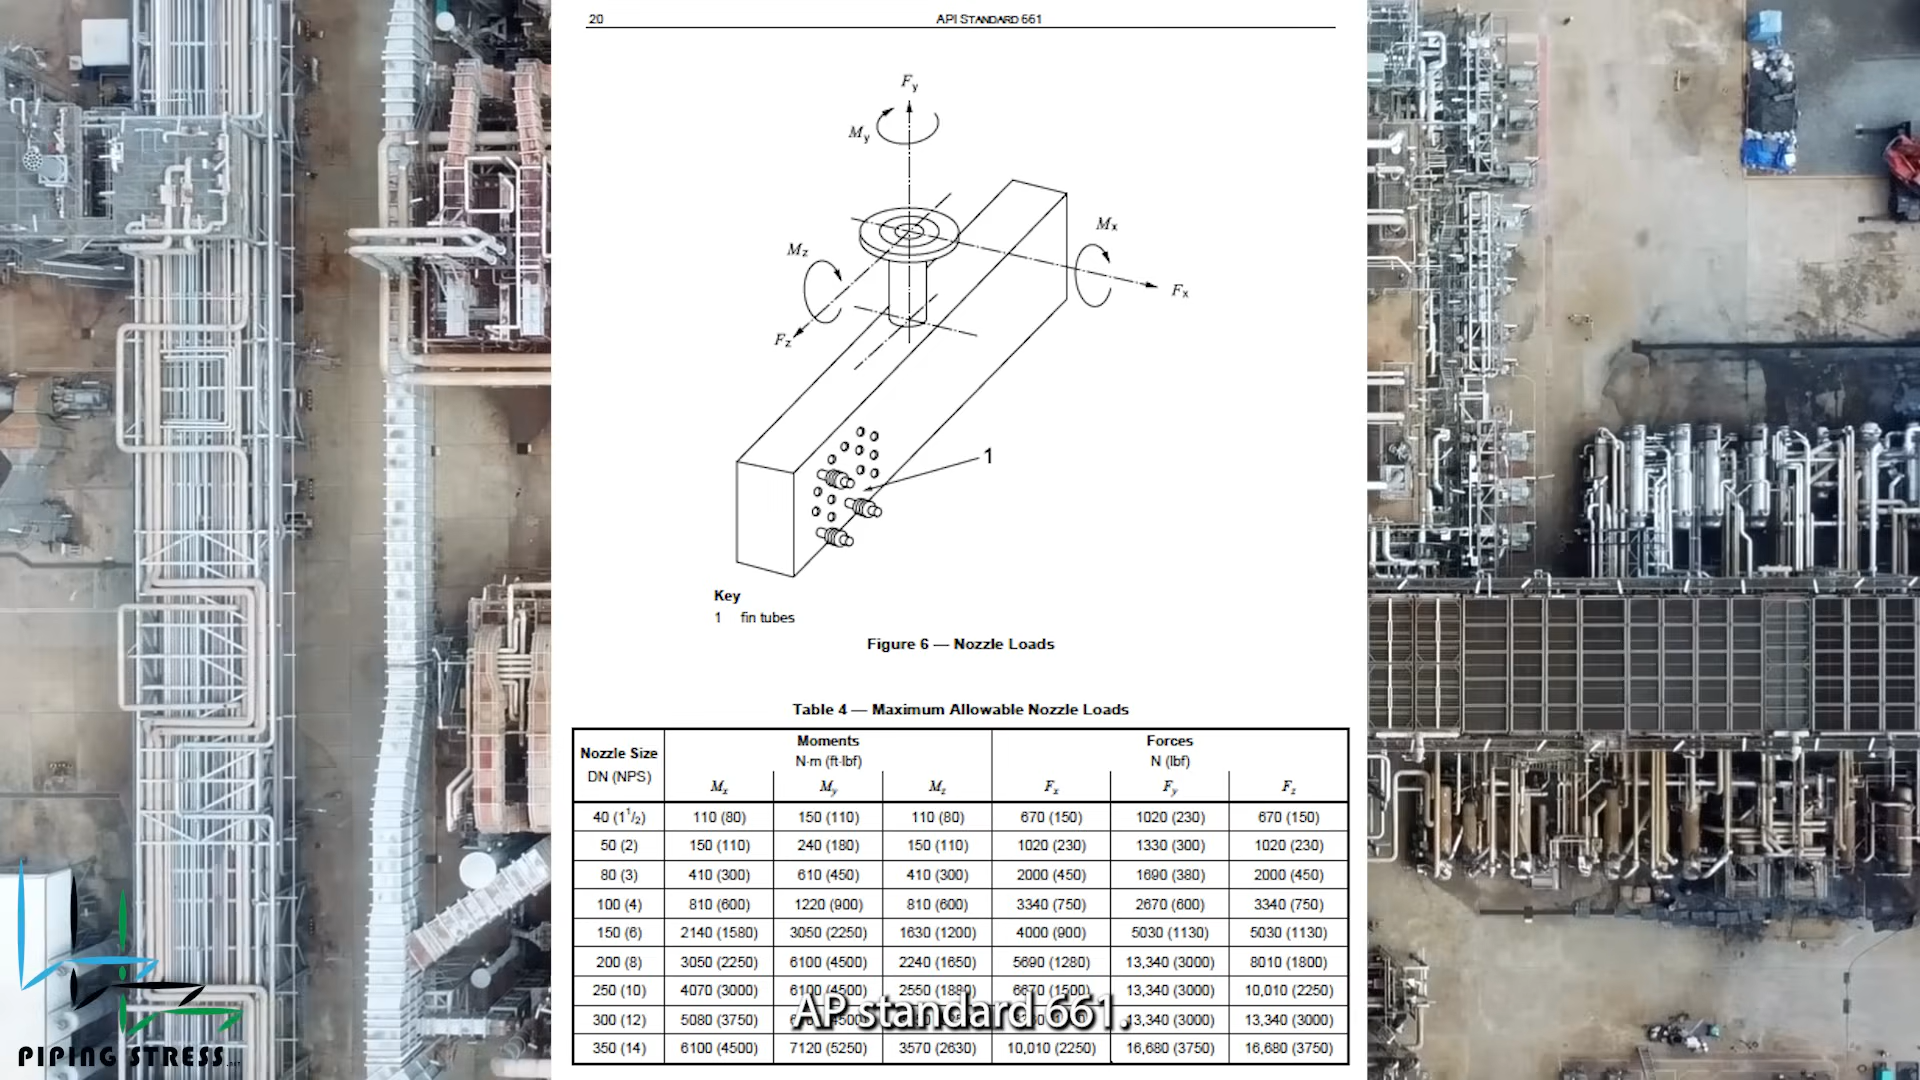 20 API STANDARD 661
Fy
My
Mx
Mz
Fx
Fz
1
Key
1 fin tubes
Figure 6 — Nozzle Loads
Table 4 — Maximum Allowable Nozzle Loads
Nozzle Size DN (NPS) Moments N·m (ft·lbf) Forces N (lbf)
Mx My Mz Fx Fy Fz
40 (1 1/2) 110 (80) 150 (110) 110 (80) 670 (150) 1020 (230) 670 (150)
50 (2) 150 (110) 240 (180) 150 (110) 1020 (230) 1330 (300) 1020 (230)
80 (3) 410 (300) 610 (450) 410 (300) 2000 (450) 1690 (380) 2000 (450)
100 (4) 810 (600) 1220 (900) 810 (600) 3340 (750) 2670 (600) 3340 (750)
150 (6) 2140 (1580) 3050 (2250) 1630 (1200) 4000 (900) 5030 (1130) 5030 (1130)
200 (8) 3050 (2250) 6100 (4500) 2240 (1650) 5690 (1280) 13,340 (3000) 8010 (1800)
250 (10) 4070 (3000) 6100 (4500) 2550 (1880) 6670 (1500) 13,340 (3000) 10,010 (2250)
300 (12) 5080 (3750) 13,340 (3000) 13,340 (3000)
350 (14) 6100 (4500) 7120 (5250) 3570 (2630) 10,010 (2250) 16,680 (3750) 16,680 (3750)
AP standard 661.
PIPING STRESS.NET